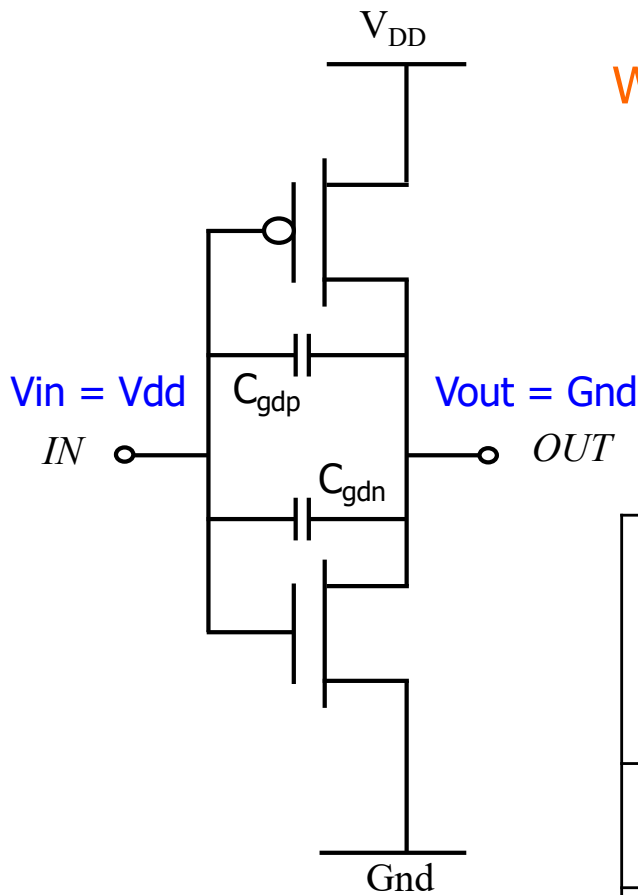 V_DD
W
Vin = Vdd
C_gdp
Vout = Gnd
IN
OUT
C_gdn
Gnd